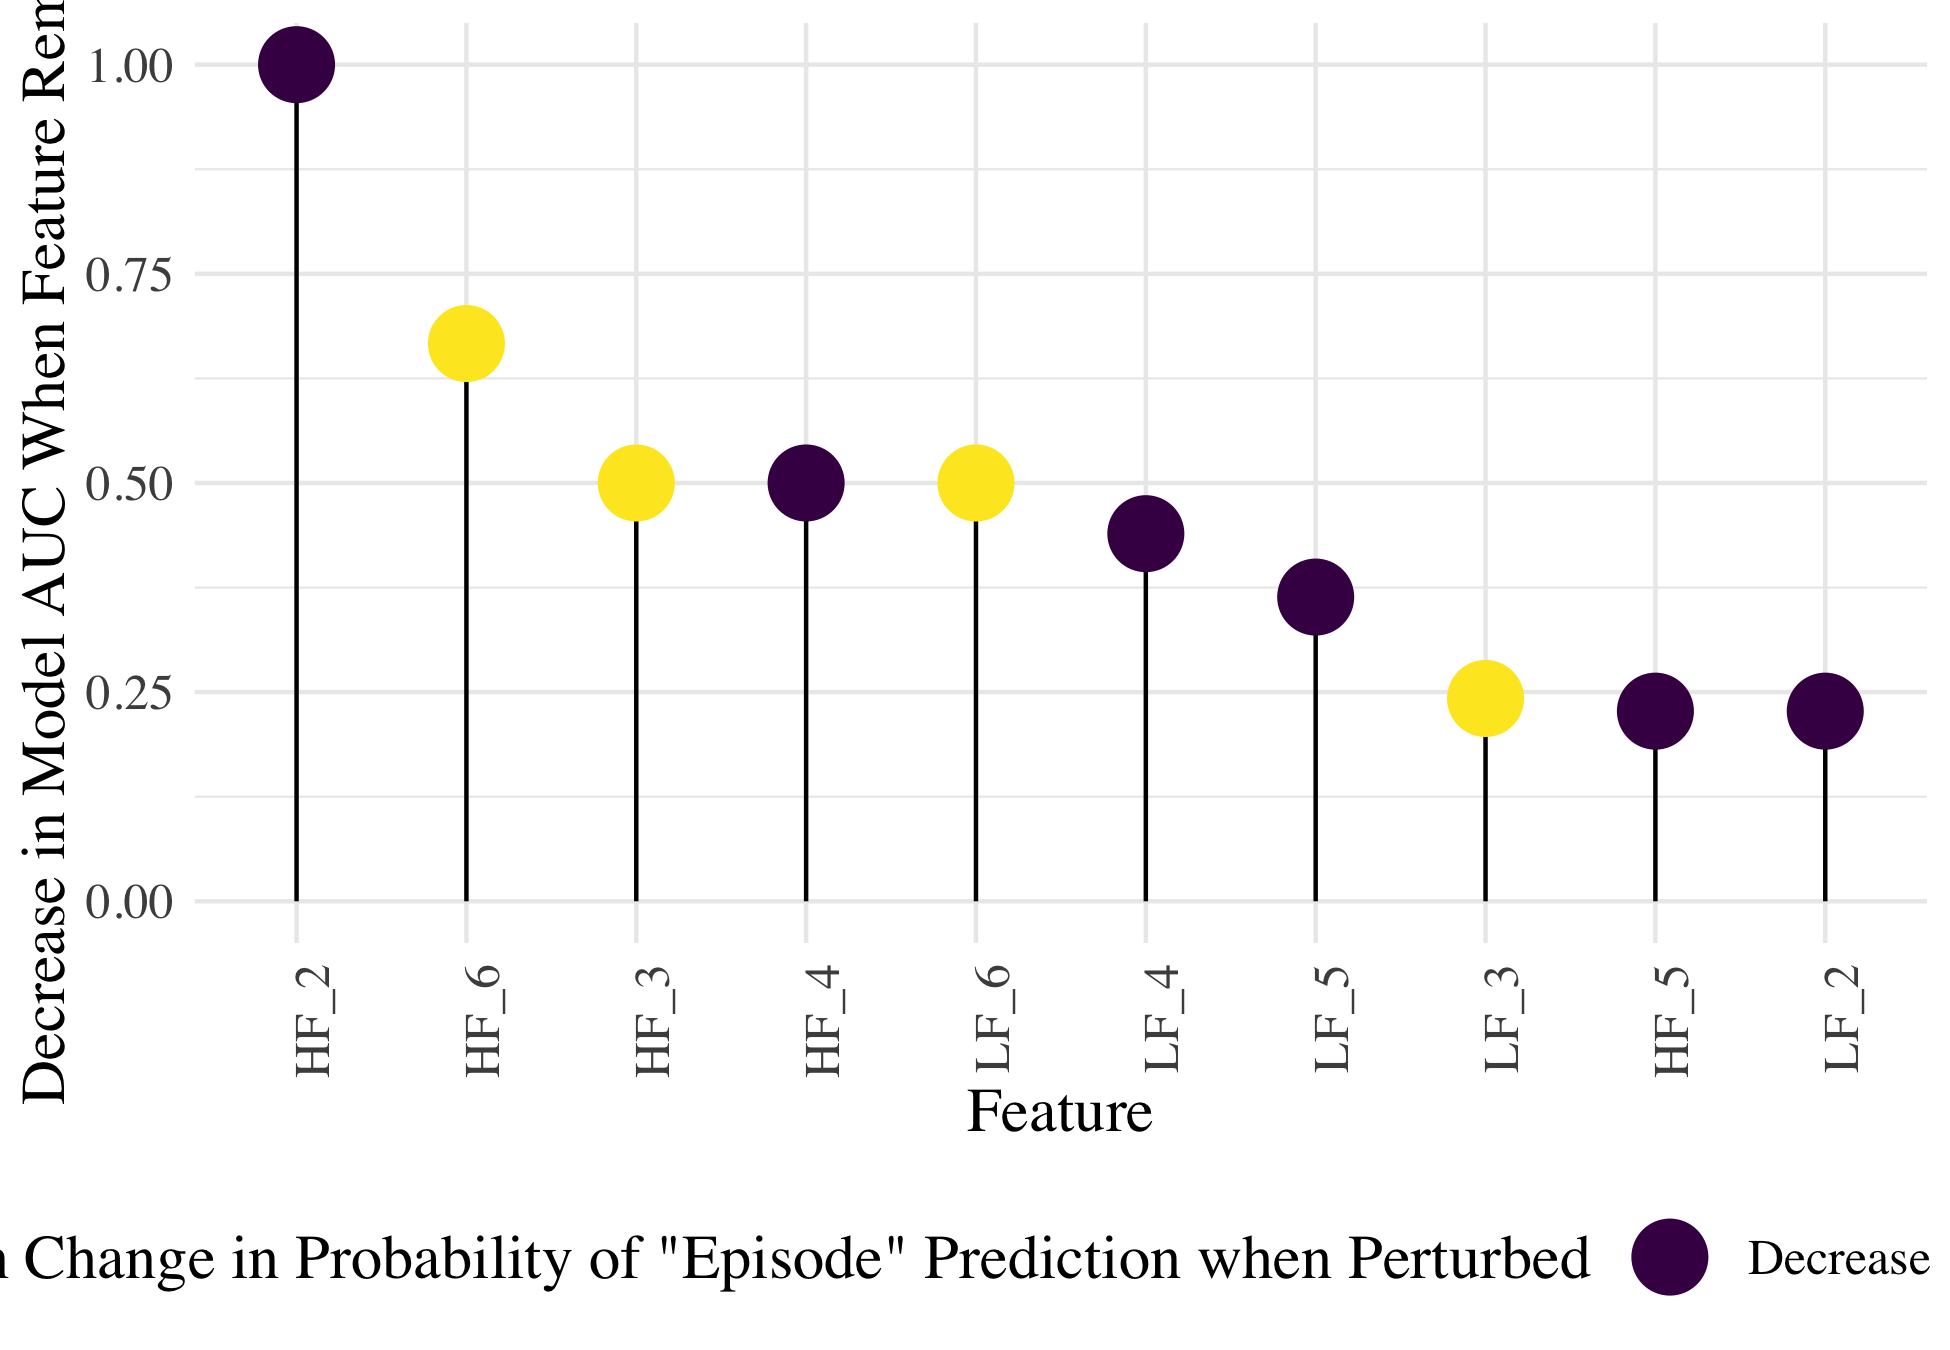 Decrease in Model AUC When Feature
1.00
0.75
0.50
0.25
0.00
HF_2
HF_6
HF_3
HF_4
LF_6
LF_4
LF_5
LF_3
HF_5
LF_2
Feature
Change in Probability of "Episode" Prediction when Perturbed
Decrease